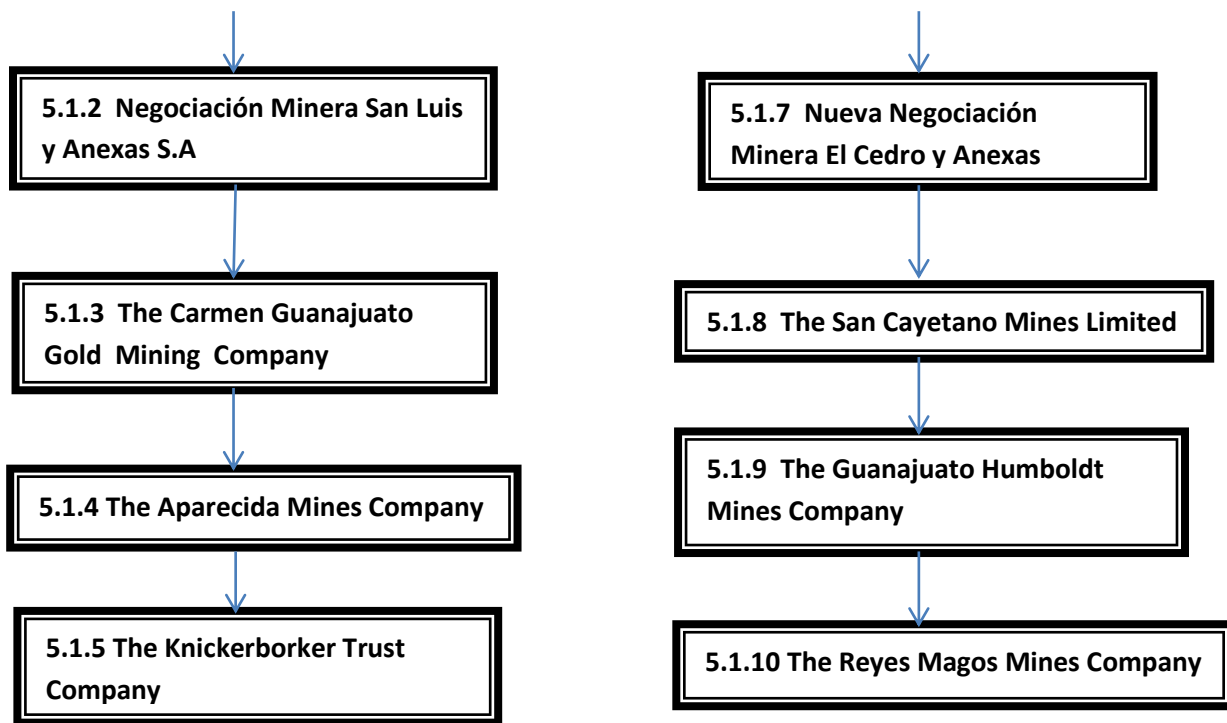 5.1.2 Negociación Minera San Luis
y Anexas S.A
5.1.3 The Carmen Guanajuato
Gold Mining Company
5.1.4 The Aparecida Mines Company
5.1.5 The Knickerborker Trust
Company
5.1.7 Nueva Negociación
Minera El Cedro y Anexas
5.1.8 The San Cayetano Mines Limited
5.1.9 The Guanajuato Humboldt
Mines Company
5.1.10 The Reyes Magos Mines Company